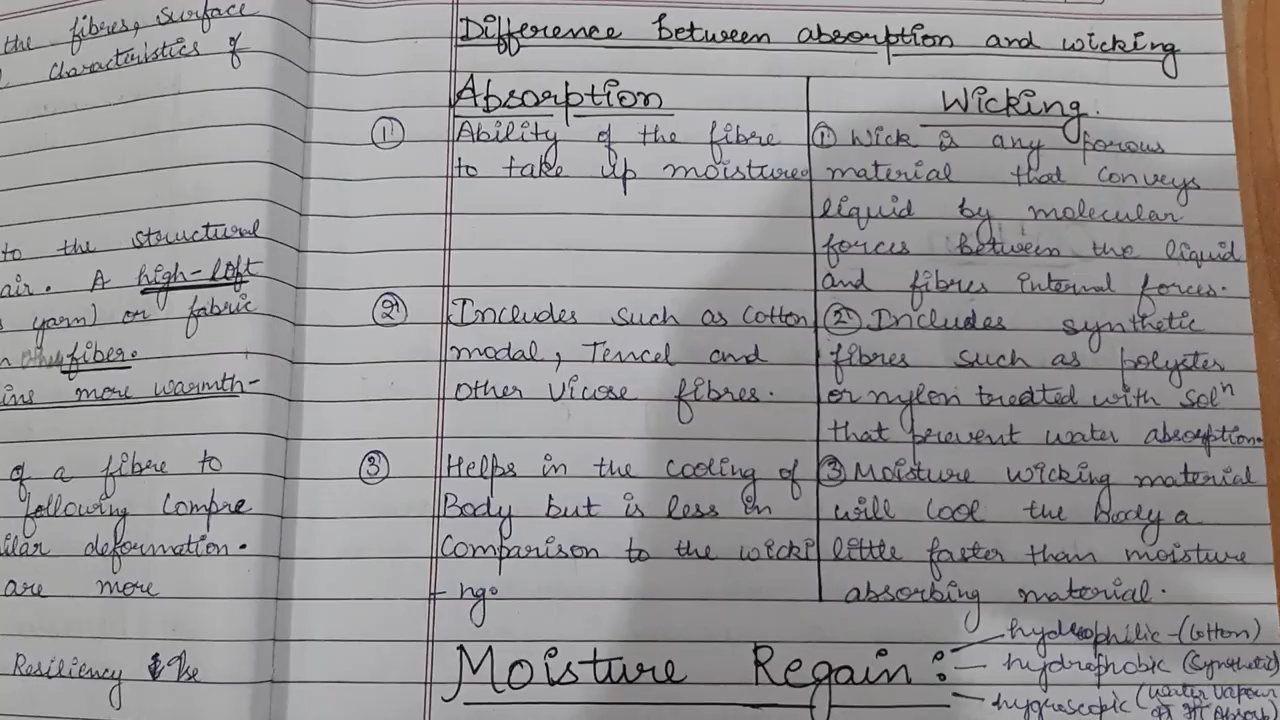 the fibres, surface
characteristics of
to the structural
air. A high-loft
yarn) or fabric
fiber.
more warmth-
of a fibre to
following compre
ilar deformation.
are more
Resiliency
Difference between absorption and wicking
Absorption
① Ability of the fibre
to take up moisture.
② Includes such as cotton
modal, Tencel and
other Vicose fibres.
③ Helps in the cooling of
Body but is less in
comparison to the wicki
-ng.
Wicking.
① Wick is any porous
material that conveys
liquid by molecular
forces between the liquid
and fibres internal forces.
② Includes synthetic
fibres such as polyster
or nylon treated with solⁿ
that prevent water absorption.
③ Moisture wicking material
will cool the Body a
little faster than moisture
absorbing material.
Moisture Regain:
hydrophilic-(Cotton)
hydrophobic (Synthetic)
hygroscopic (water vapour